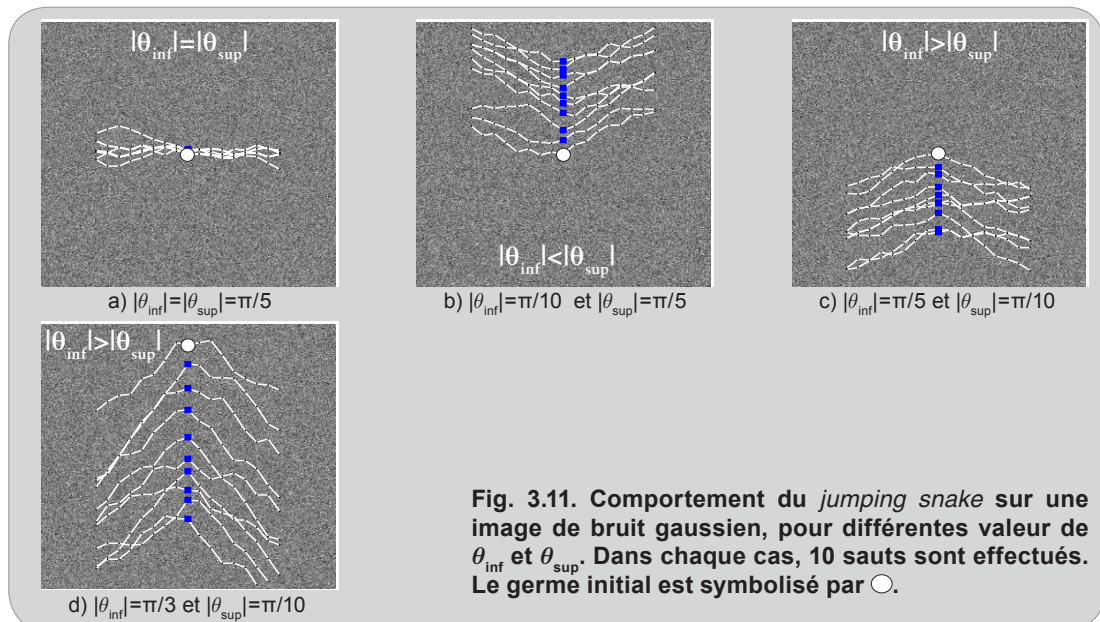 |θinf|=|θsup|
a) |θinf|=|θsup|=π/5
|θinf|<|θsup|
b) |θinf|=π/10 et |θsup|=π/5
|θinf|>|θsup|
c) |θinf|=π/5 et |θsup|=π/10
|θinf|>|θsup|
d) |θinf|=π/3 et |θsup|=π/10
Fig. 3.11. Comportement du jumping snake sur une
image de bruit gaussien, pour différentes valeur de
θinf et θsup. Dans chaque cas, 10 sauts sont effectués.
Le germe initial est symbolisé par ○.